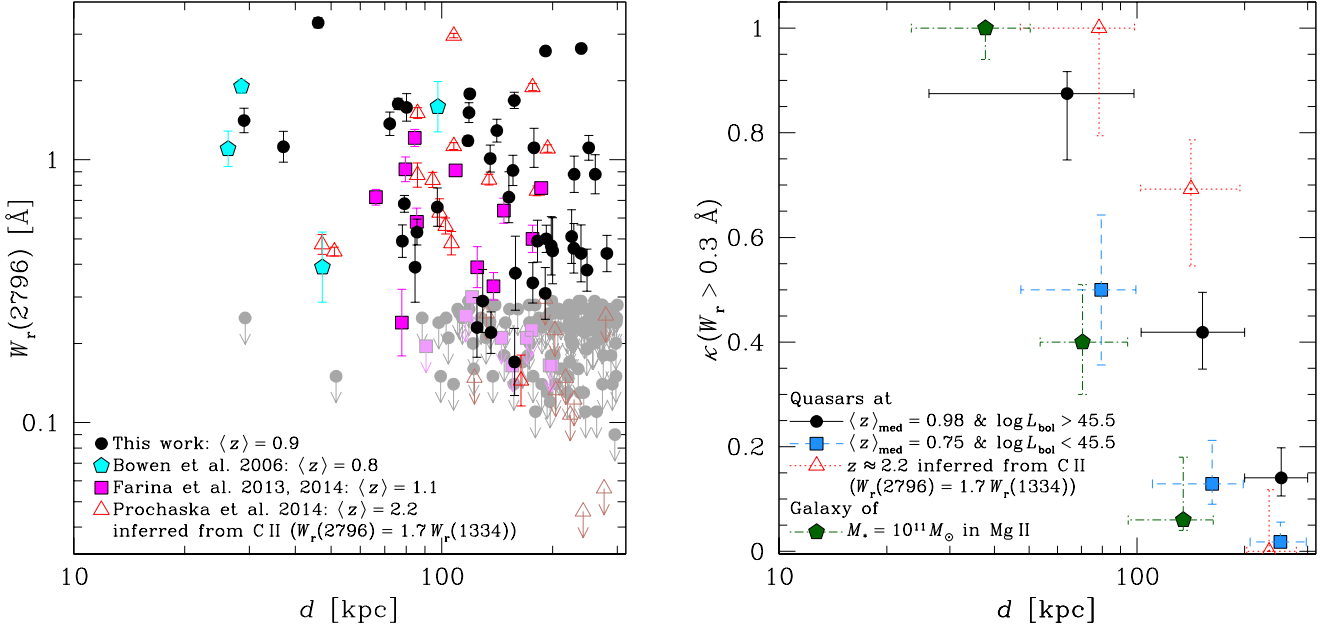 W_r(2796) [Å]
1
0.1
This work: ⟨z⟩=0.9
Bowen et al. 2006: ⟨z⟩=0.8
Farina et al. 2013, 2014: ⟨z⟩=1.1
Prochaska et al. 2014: ⟨z⟩=2.2
inferred from C II (W_r(2796)=1.7 W_r(1334))
10
100
d [kpc]
κ(W_r > 0.3 Å)
1
0.8
0.6
0.4
0.2
0
Quasars at
⟨z⟩_med = 0.98 & log L_bol > 45.5
⟨z⟩_med = 0.75 & log L_bol < 45.5
z ≈ 2.2 inferred from C II
(W_r(2796)=1.7 W_r(1334))
Galaxy of
M_* = 10¹¹ M_⊙ in Mg II
10
100
d [kpc]